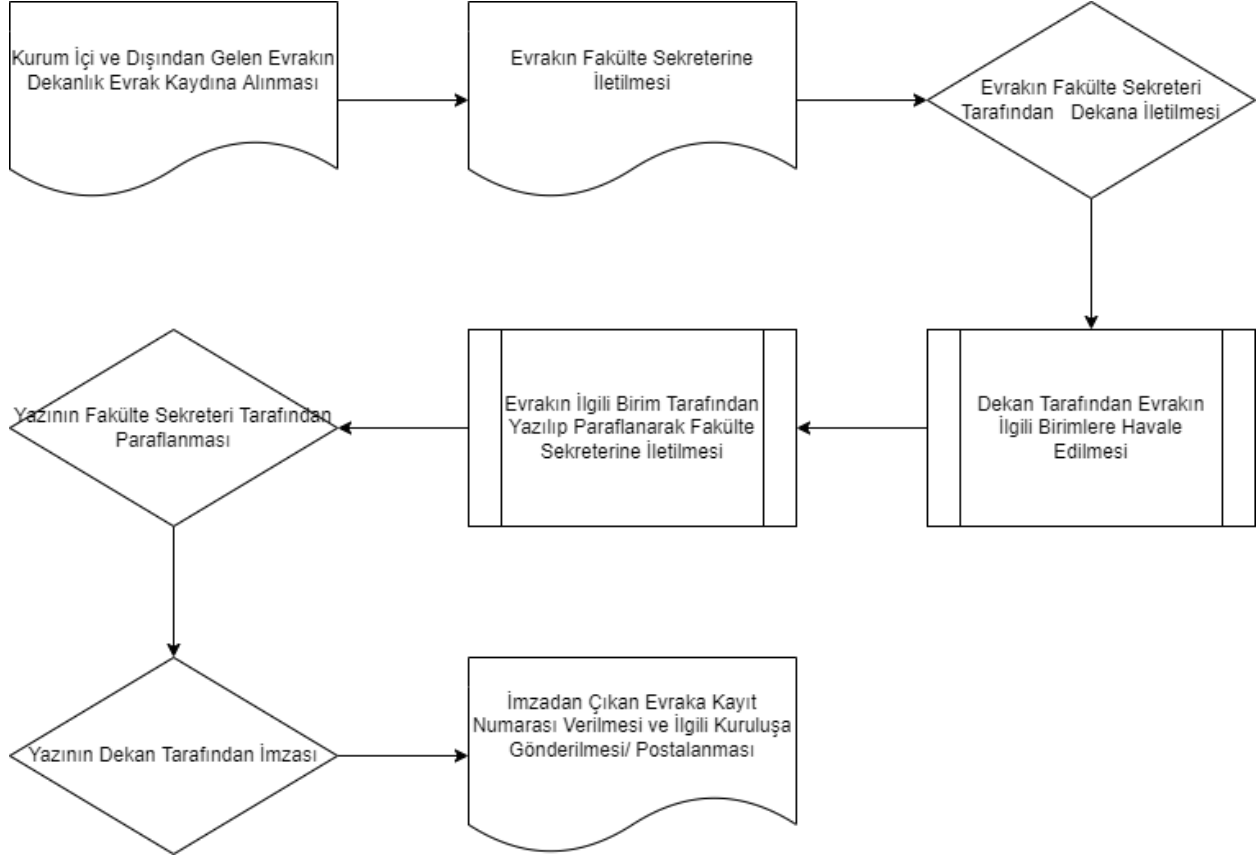 Kurum İçi ve Dışından Gelen Evrakın
Dekanlık Evrak Kaydına Alınması
Evrakın Fakülte Sekreterine
İletilmesi
Evrakın Fakülte Sekreteri
Tarafından Dekana İletilmesi
Dekan Tarafından Evrakın
İlgili Birimlere Havale
Edilmesi
Evrakın İlgili Birim Tarafından
Yazılıp Paraflanarak Fakülte
Sekreterine İletilmesi
Yazının Fakülte Sekreteri Tarafından
Paraflanması
Yazının Dekan Tarafından İmzası
İmzadan Çıkan Evraka Kayıt
Numarası Verilmesi ve İlgili Kuruluşa
Gönderilmesi/ Postalanması